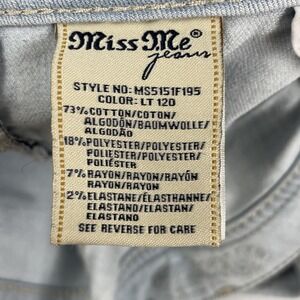 Miss Me
jeans
STYLE NO: MS5151F195
COLOR: LT 120
73%COTTON/COTON/
ALGODÓN/BAUMWOLLE/
ALGODÃO
18%POLYESTER/POLYESTER/
POLIESTER/POLYESTER/
POLIÉSTER
7%RAYON/RAYON/RAYÓN/
RAYON/RAYON
2%ELASTANE/ÉLASTHANNE/
ELASTANO/ELASTAN/
ELASTANO
SEE REVERSE FOR CARE